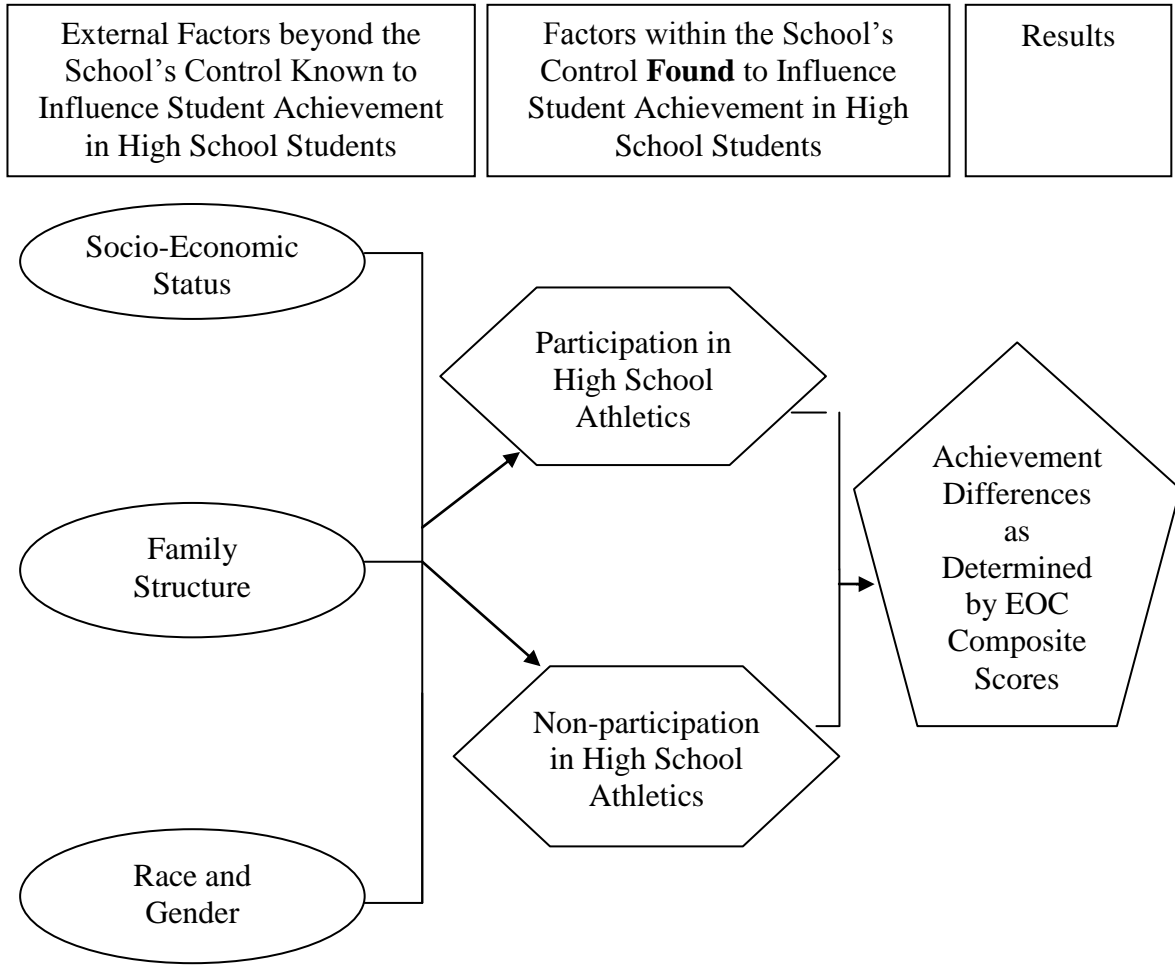 External Factors beyond the
School’s Control Known to
Influence Student Achievement
in High School Students
Factors within the School’s
Control Found to Influence
Student Achievement in High
School Students
Results
Socio-Economic
Status
Participation in
High School
Athletics
Achievement
Differences
as
Determined
by EOC
Composite
Scores
Family
Structure
Non-participation
in High School
Athletics
Race and
Gender